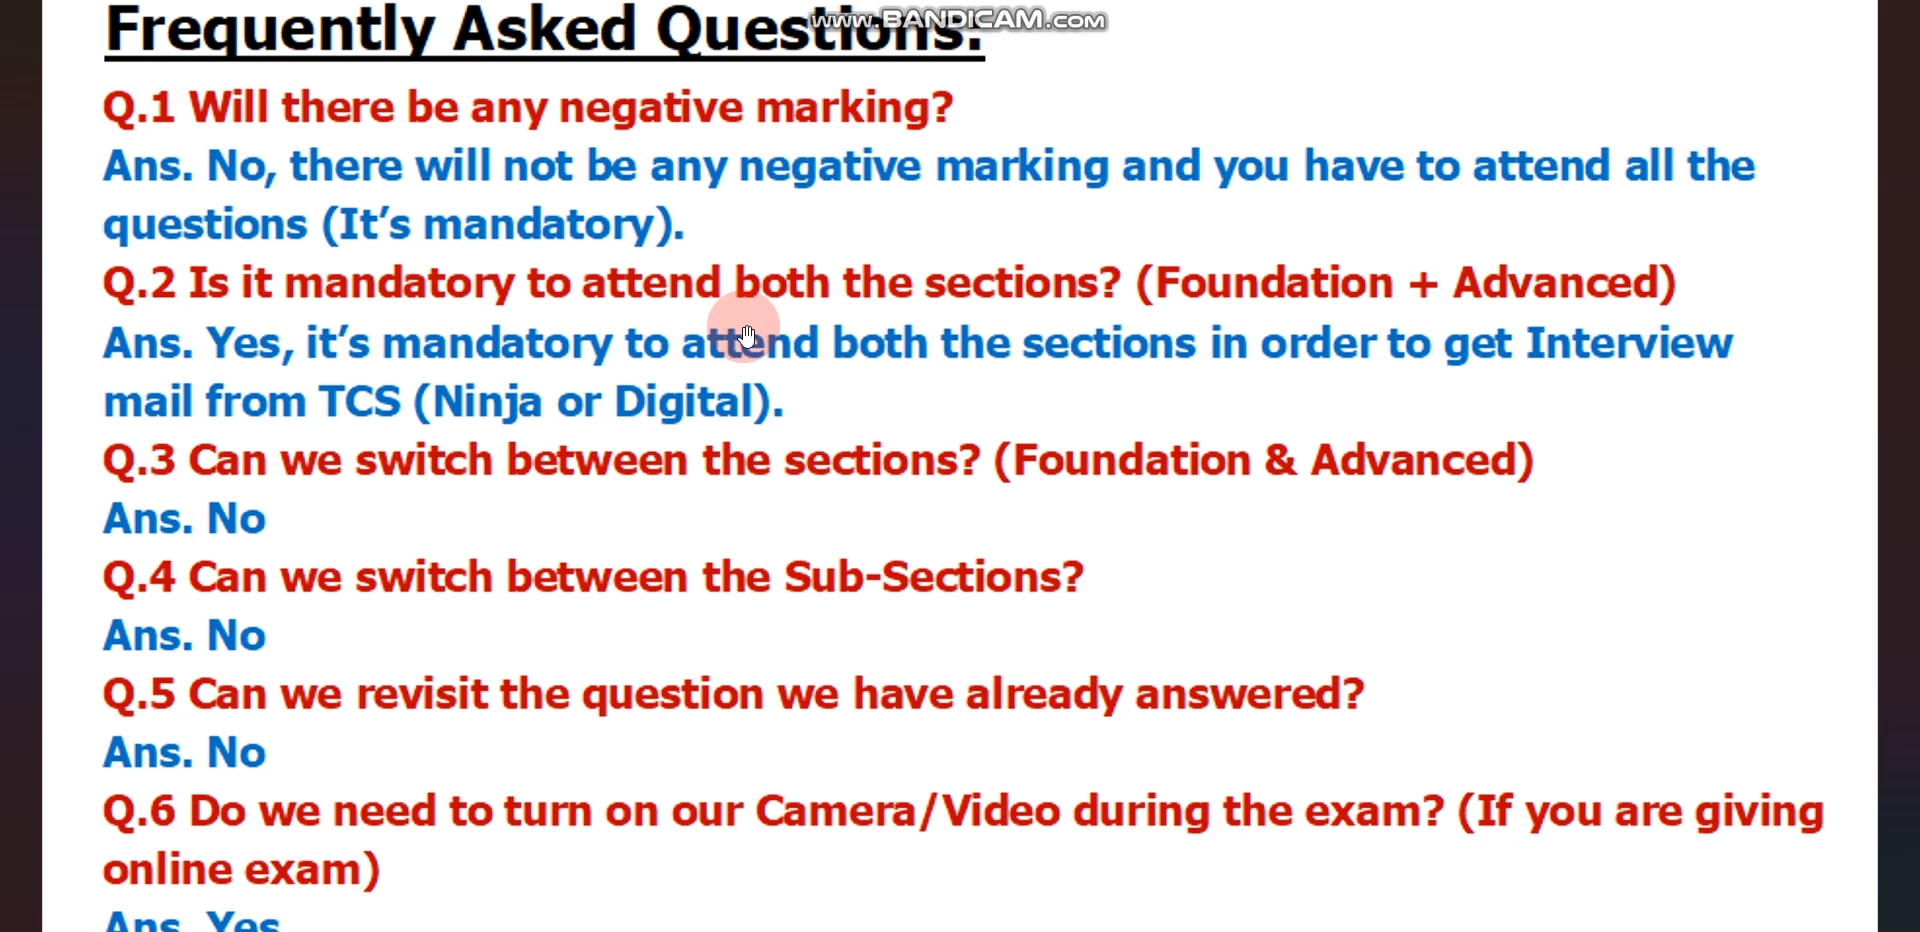 www.BANDICAM.com
Frequently Asked Questions:
Q.1 Will there be any negative marking?
Ans. No, there will not be any negative marking and you have to attend all the
questions (It’s mandatory).
Q.2 Is it mandatory to attend both the sections? (Foundation + Advanced)
Ans. Yes, it’s mandatory to attend both the sections in order to get Interview
mail from TCS (Ninja or Digital).
Q.3 Can we switch between the sections? (Foundation & Advanced)
Ans. No
Q.4 Can we switch between the Sub-Sections?
Ans. No
Q.5 Can we revisit the question we have already answered?
Ans. No
Q.6 Do we need to turn on our Camera/Video during the exam? (If you are giving
online exam)
Ans. Yes